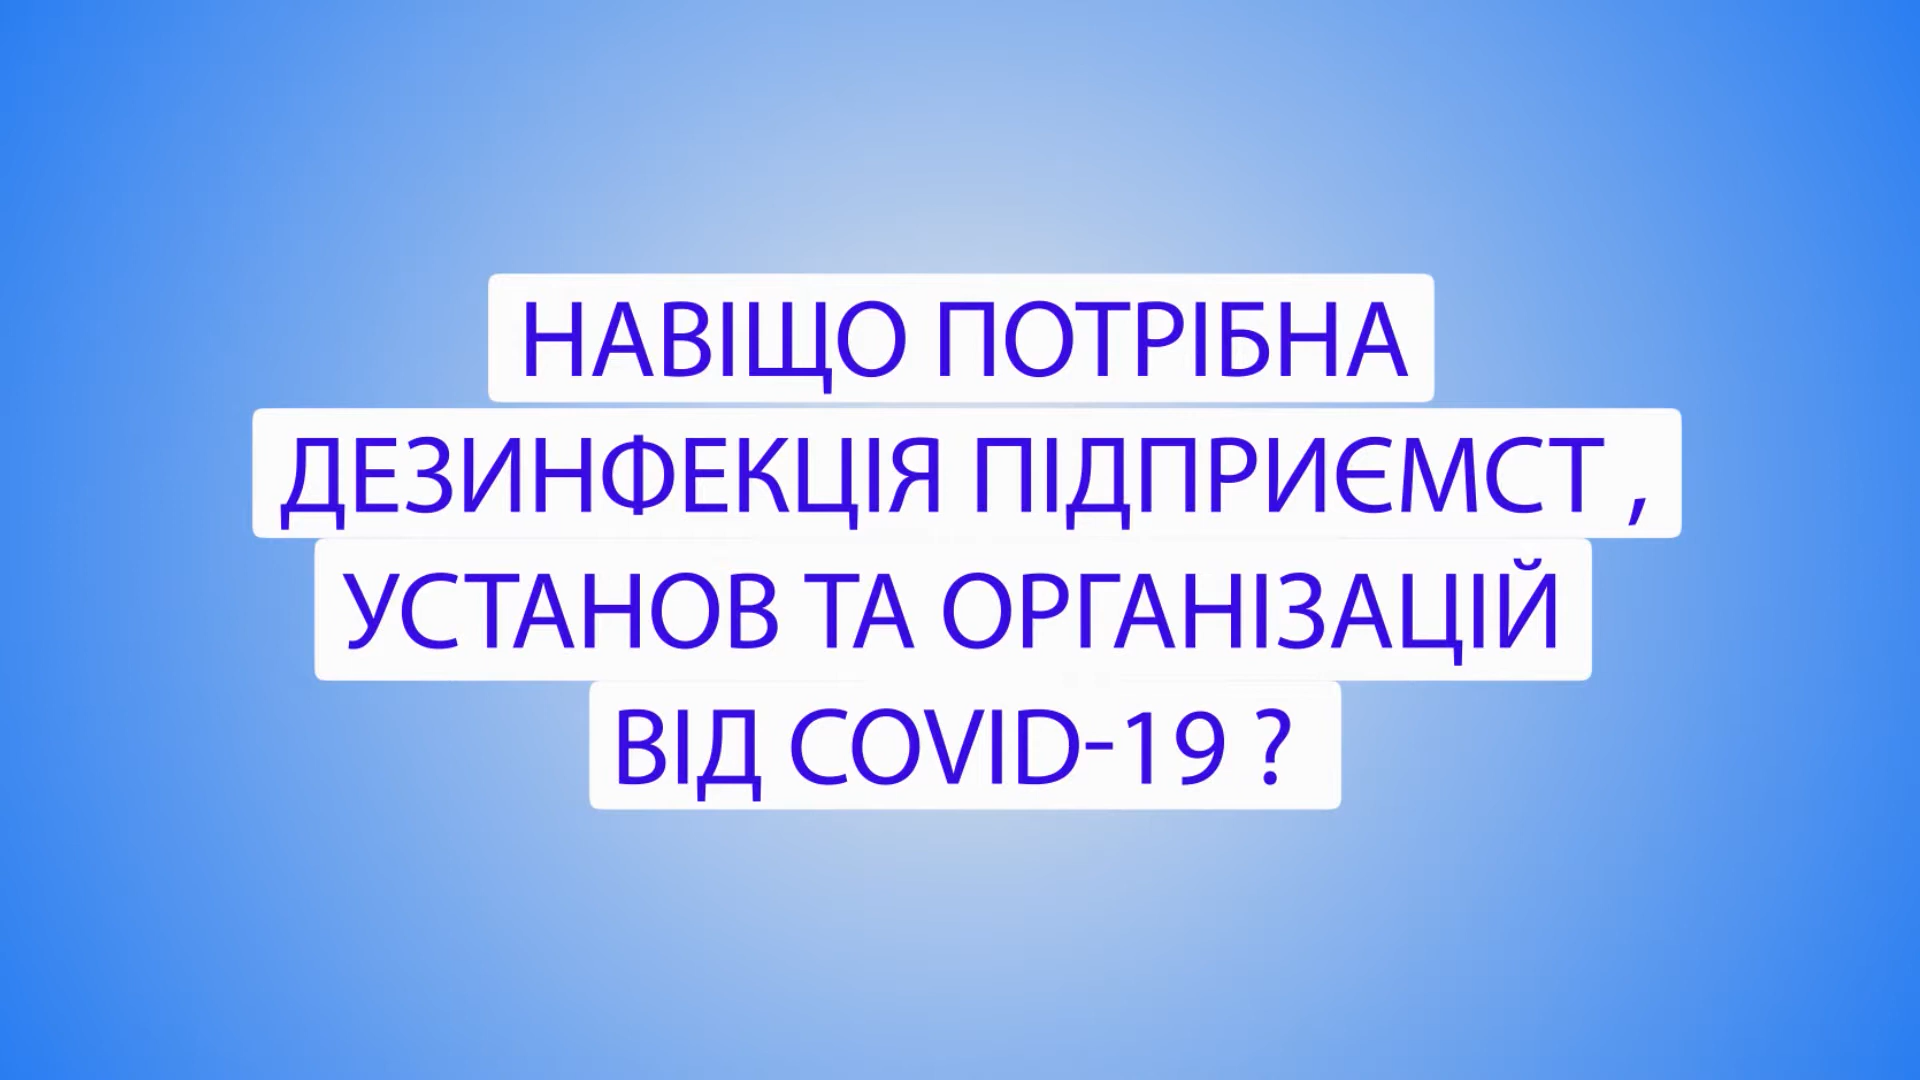 НАВІЩО ПОТРІБНА
ДЕЗИНФЕКЦІЯ ПІДПРИЄМСТ ,
УСТАНОВ ТА ОРГАНІЗАЦІЙ
ВІД COVID-19 ?